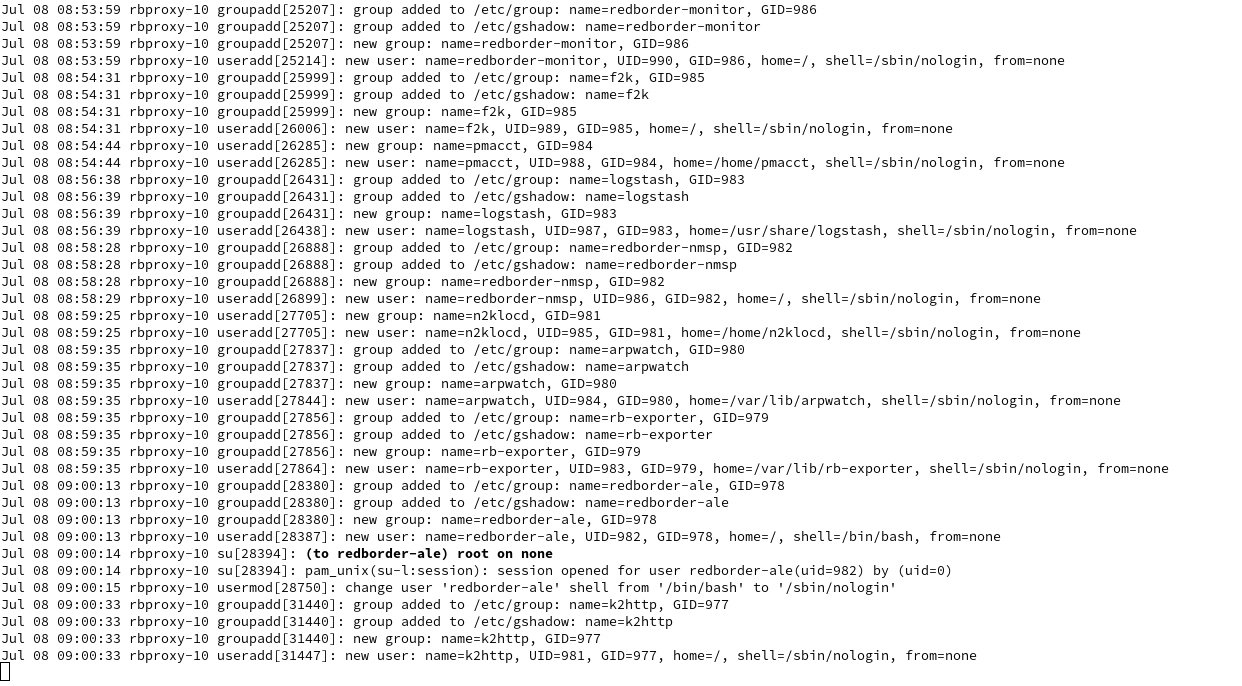 Jul 08 08:53:59 rbproxy-10 groupadd[25207]: group added to /etc/group: name=redborder-monitor, GID=986
Jul 08 08:53:59 rbproxy-10 groupadd[25207]: group added to /etc/gshadow: name=redborder-monitor
Jul 08 08:53:59 rbproxy-10 groupadd[25207]: new group: name=redborder-monitor, GID=986
Jul 08 08:53:59 rbproxy-10 useradd[25214]: new user: name=redborder-monitor, UID=990, GID=986, home=/, shell=/sbin/nologin, from=none
Jul 08 08:54:31 rbproxy-10 groupadd[25999]: group added to /etc/group: name=f2k, GID=985
Jul 08 08:54:31 rbproxy-10 groupadd[25999]: group added to /etc/gshadow: name=f2k
Jul 08 08:54:31 rbproxy-10 groupadd[25999]: new group: name=f2k, GID=985
Jul 08 08:54:31 rbproxy-10 useradd[26006]: new user: name=f2k, UID=989, GID=985, home=/, shell=/sbin/nologin, from=none
Jul 08 08:54:44 rbproxy-10 useradd[26285]: new group: name=pmacct, GID=984
Jul 08 08:54:44 rbproxy-10 useradd[26285]: new user: name=pmacct, UID=988, GID=984, home=/home/pmacct, shell=/sbin/nologin, from=none
Jul 08 08:56:38 rbproxy-10 groupadd[26431]: group added to /etc/group: name=logstash, GID=983
Jul 08 08:56:39 rbproxy-10 groupadd[26431]: group added to /etc/gshadow: name=logstash
Jul 08 08:56:39 rbproxy-10 groupadd[26431]: new group: name=logstash, GID=983
Jul 08 08:56:39 rbproxy-10 useradd[26438]: new user: name=logstash, UID=987, GID=983, home=/usr/share/logstash, shell=/sbin/nologin, from=none
Jul 08 08:58:28 rbproxy-10 groupadd[26888]: group added to /etc/group: name=redborder-nmsp, GID=982
Jul 08 08:58:28 rbproxy-10 groupadd[26888]: group added to /etc/gshadow: name=redborder-nmsp
Jul 08 08:58:28 rbproxy-10 groupadd[26888]: new group: name=redborder-nmsp, GID=982
Jul 08 08:58:29 rbproxy-10 useradd[26899]: new user: name=redborder-nmsp, UID=986, GID=982, home=/, shell=/sbin/nologin, from=none
Jul 08 08:59:25 rbproxy-10 useradd[27705]: new group: name=n2klocd, GID=981
Jul 08 08:59:25 rbproxy-10 useradd[27705]: new user: name=n2klocd, UID=985, GID=981, home=/home/n2klocd, shell=/sbin/nologin, from=none
Jul 08 08:59:35 rbproxy-10 groupadd[27837]: group added to /etc/group: name=arpwatch, GID=980
Jul 08 08:59:35 rbproxy-10 groupadd[27837]: group added to /etc/gshadow: name=arpwatch
Jul 08 08:59:35 rbproxy-10 groupadd[27837]: new group: name=arpwatch, GID=980
Jul 08 08:59:35 rbproxy-10 useradd[27844]: new user: name=arpwatch, UID=984, GID=980, home=/var/lib/arpwatch, shell=/sbin/nologin, from=none
Jul 08 08:59:35 rbproxy-10 groupadd[27856]: group added to /etc/group: name=rb-exporter, GID=979
Jul 08 08:59:35 rbproxy-10 groupadd[27856]: group added to /etc/gshadow: name=rb-exporter
Jul 08 08:59:35 rbproxy-10 groupadd[27856]: new group: name=rb-exporter, GID=979
Jul 08 08:59:35 rbproxy-10 useradd[27864]: new user: name=rb-exporter, UID=983, GID=979, home=/var/lib/rb-exporter, shell=/sbin/nologin, from=none
Jul 08 09:00:13 rbproxy-10 groupadd[28380]: group added to /etc/group: name=redborder-ale, GID=978
Jul 08 09:00:13 rbproxy-10 groupadd[28380]: group added to /etc/gshadow: name=redborder-ale
Jul 08 09:00:13 rbproxy-10 groupadd[28380]: new group: name=redborder-ale, GID=978
Jul 08 09:00:13 rbproxy-10 useradd[28387]: new user: name=redborder-ale, UID=982, GID=978, home=/, shell=/bin/bash, from=none
Jul 08 09:00:14 rbproxy-10 su[28394]: (to redborder-ale) root on none
Jul 08 09:00:14 rbproxy-10 su[28394]: pam_unix(su-l:session): session opened for user redborder-ale(uid=982) by (uid=0)
Jul 08 09:00:15 rbproxy-10 usermod[28750]: change user 'redborder-ale' shell from '/bin/bash' to '/sbin/nologin'
Jul 08 09:00:33 rbproxy-10 groupadd[31440]: group added to /etc/group: name=k2http, GID=977
Jul 08 09:00:33 rbproxy-10 groupadd[31440]: group added to /etc/gshadow: name=k2http
Jul 08 09:00:33 rbproxy-10 groupadd[31440]: new group: name=k2http, GID=977
Jul 08 09:00:33 rbproxy-10 useradd[31447]: new user: name=k2http, UID=981, GID=977, home=/, shell=/sbin/nologin, from=none